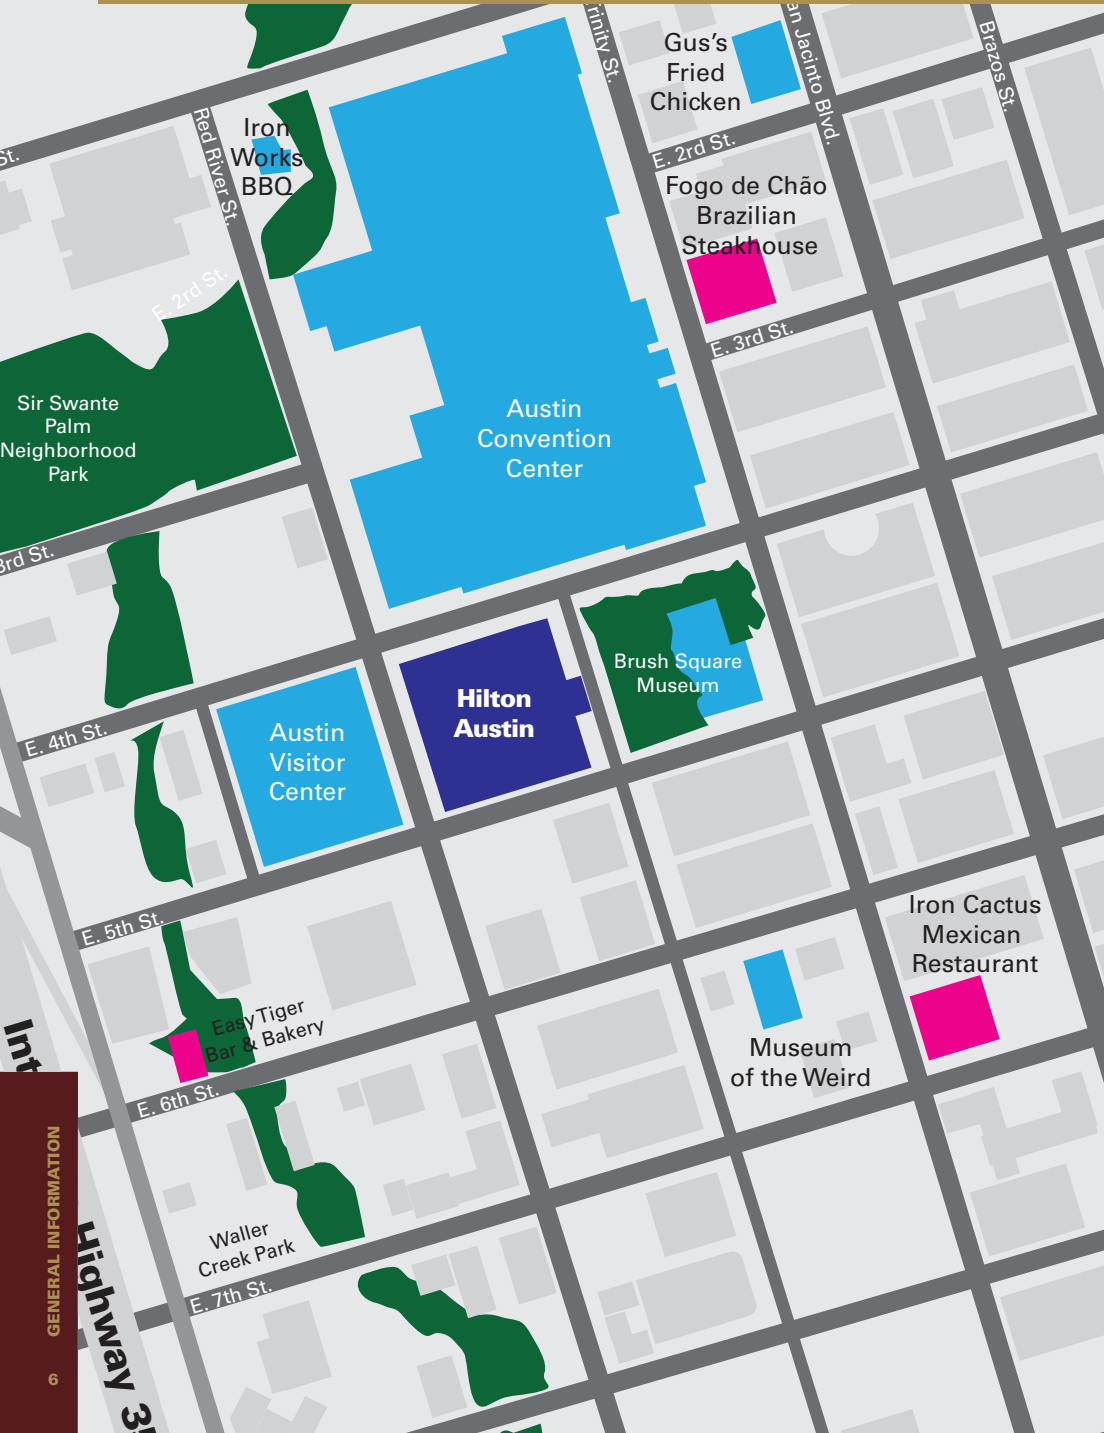 Trinity St.
San Jacinto Blvd.
Brazos St.
Gus's
Fried
Chicken
Red River St.
Iron
Works
BBQ
St.
E. 2rd St.
Fogo de Chão
Brazilian
Steakhouse
E. 2rd St.
E. 3rd St.
Sir Swante
Palm
Neighborhood
Park
Austin
Convention
Center
3rd St.
Brush Square
Museum
Hilton
Austin
Austin
Visitor
Center
E. 4th St.
E. 5th St.
Iron Cactus
Mexican
Restaurant
Easy Tiger
Bar & Bakery
Museum
of the Weird
E. 6th St.
Waller
Creek Park
E. 7th St.
Int
Highway 35
GENERAL INFORMATION
6